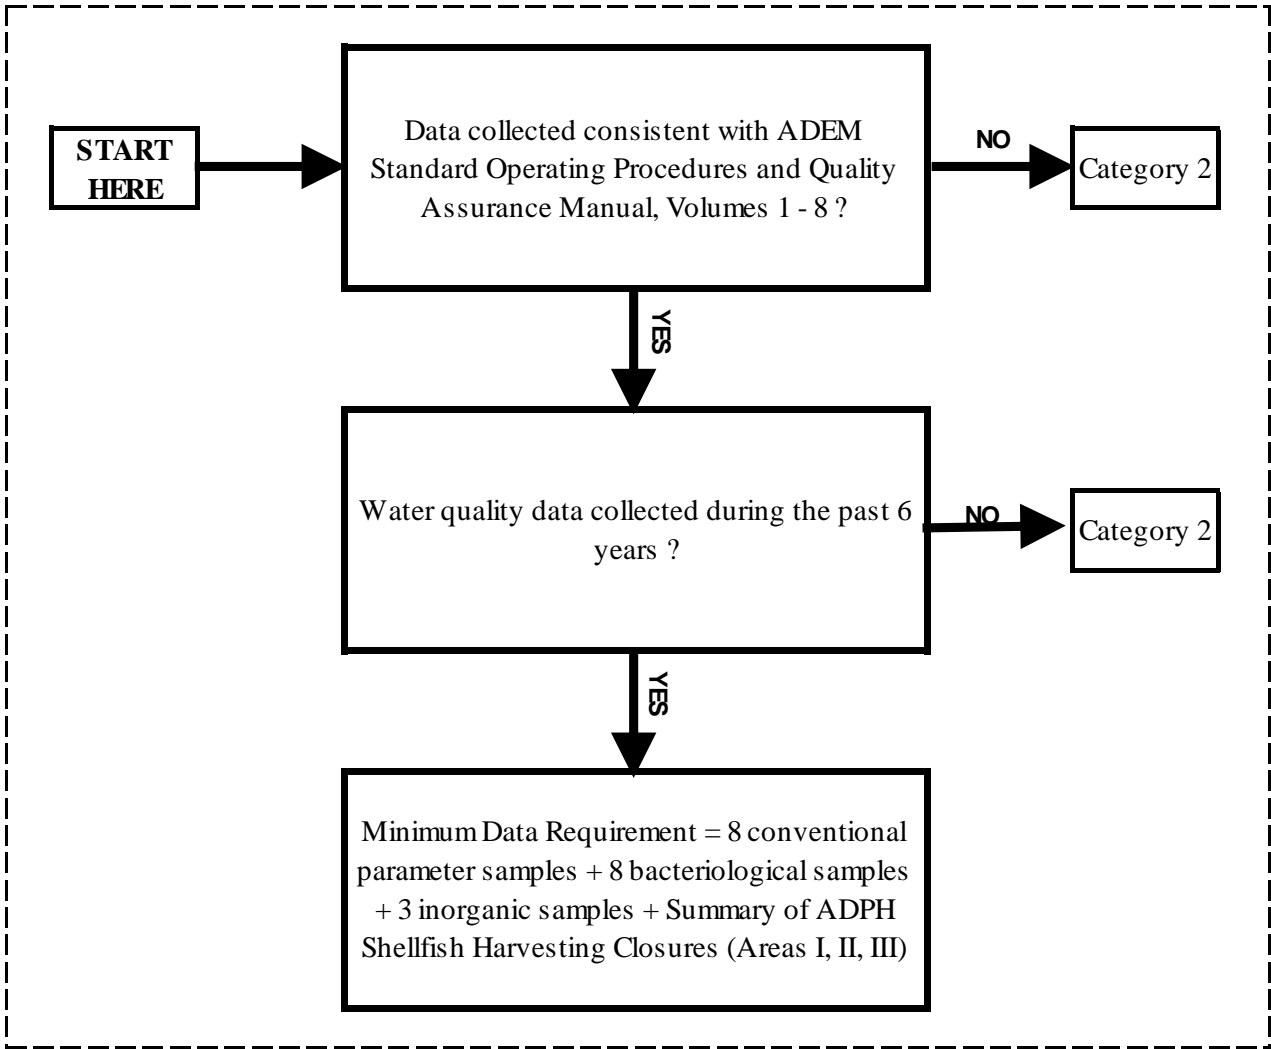 START
HERE
Data collected consistent with ADEM
Standard Operating Procedures and Quality
Assurance Manual, Volumes 1 - 8 ?
NO
Category 2
YES
Water quality data collected during the past 6
years ?
NO
Category 2
YES
Minimum Data Requirement = 8 conventional
parameter samples + 8 bacteriological samples
+ 3 inorganic samples + Summary of ADPH
Shellfish Harvesting Closures (Areas I, II, III)